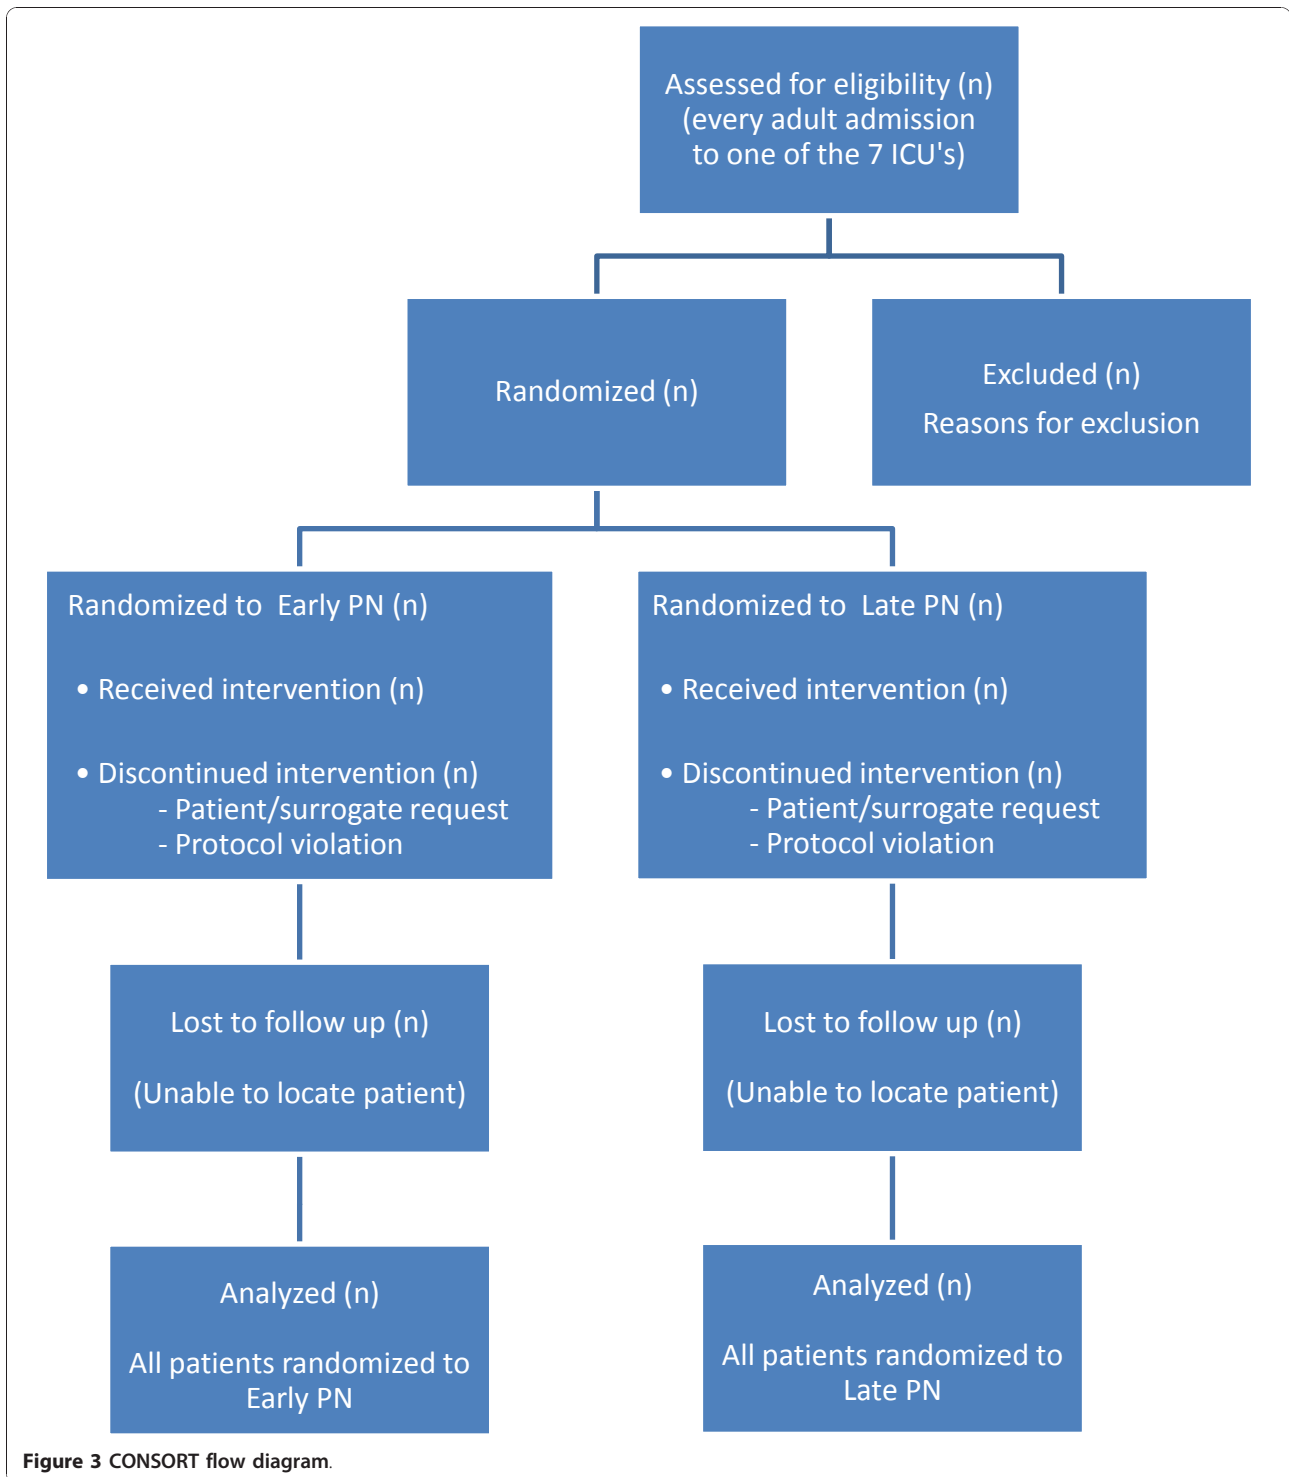 Assessed for eligibility (n)
(every adult admission
to one of the 7 ICU's)
Randomized (n)
Excluded (n)
Reasons for exclusion
Randomized to Early PN (n)
• Received intervention (n)
• Discontinued intervention (n)
- Patient/surrogate request
- Protocol violation
Randomized to Late PN (n)
• Received intervention (n)
• Discontinued intervention (n)
- Patient/surrogate request
- Protocol violation
Lost to follow up (n)
(Unable to locate patient)
Lost to follow up (n)
(Unable to locate patient)
Analyzed (n)
All patients randomized to
Early PN
Analyzed (n)
All patients randomized to
Late PN
Figure 3 CONSORT flow diagram.